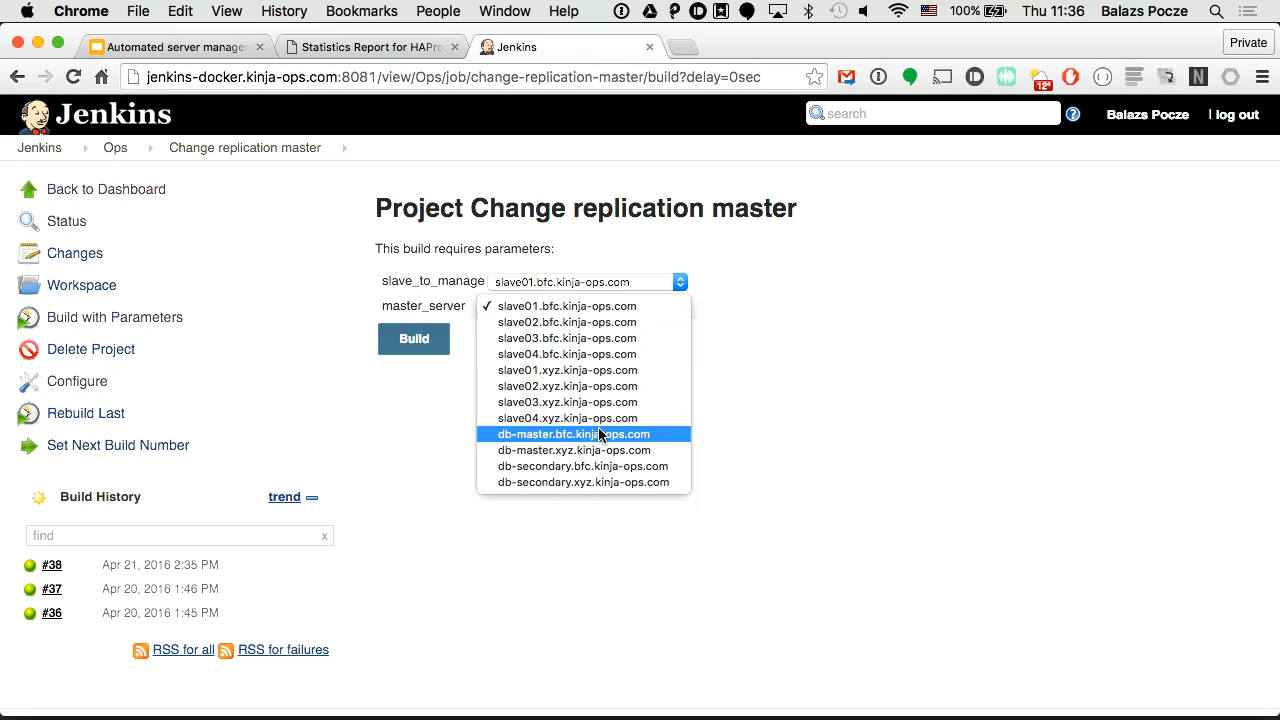 Chrome File Edit View History Bookmarks People Window Help 100% Thu 11:36 Balazs Pocze
Automated server manage × Statistics Report for HAPro × Jenkins × Private
jenkins-docker.kinja-ops.com:8081/view/Ops/job/change-replication-master/build?delay=0sec
12°
Jenkins search Balazs Pocze | log out
Jenkins Ops Change replication master
Back to Dashboard
Status
Changes
Workspace
Build with Parameters
Delete Project
Configure
Rebuild Last
Set Next Build Number
Build History trend
find x
#38 Apr 21, 2016 2:35 PM
#37 Apr 20, 2016 1:46 PM
#36 Apr 20, 2016 1:45 PM
RSS for all RSS for failures
Project Change replication master
This build requires parameters:
slave_to_manage slave01.bfc.kinja-ops.com
master_server ✓ slave01.bfc.kinja-ops.com
slave02.bfc.kinja-ops.com
Build slave03.bfc.kinja-ops.com
slave04.bfc.kinja-ops.com
slave01.xyz.kinja-ops.com
slave02.xyz.kinja-ops.com
slave03.xyz.kinja-ops.com
slave04.xyz.kinja-ops.com
db-master.bfc.kinja-ops.com
db-master.xyz.kinja-ops.com
db-secondary.bfc.kinja-ops.com
db-secondary.xyz.kinja-ops.com